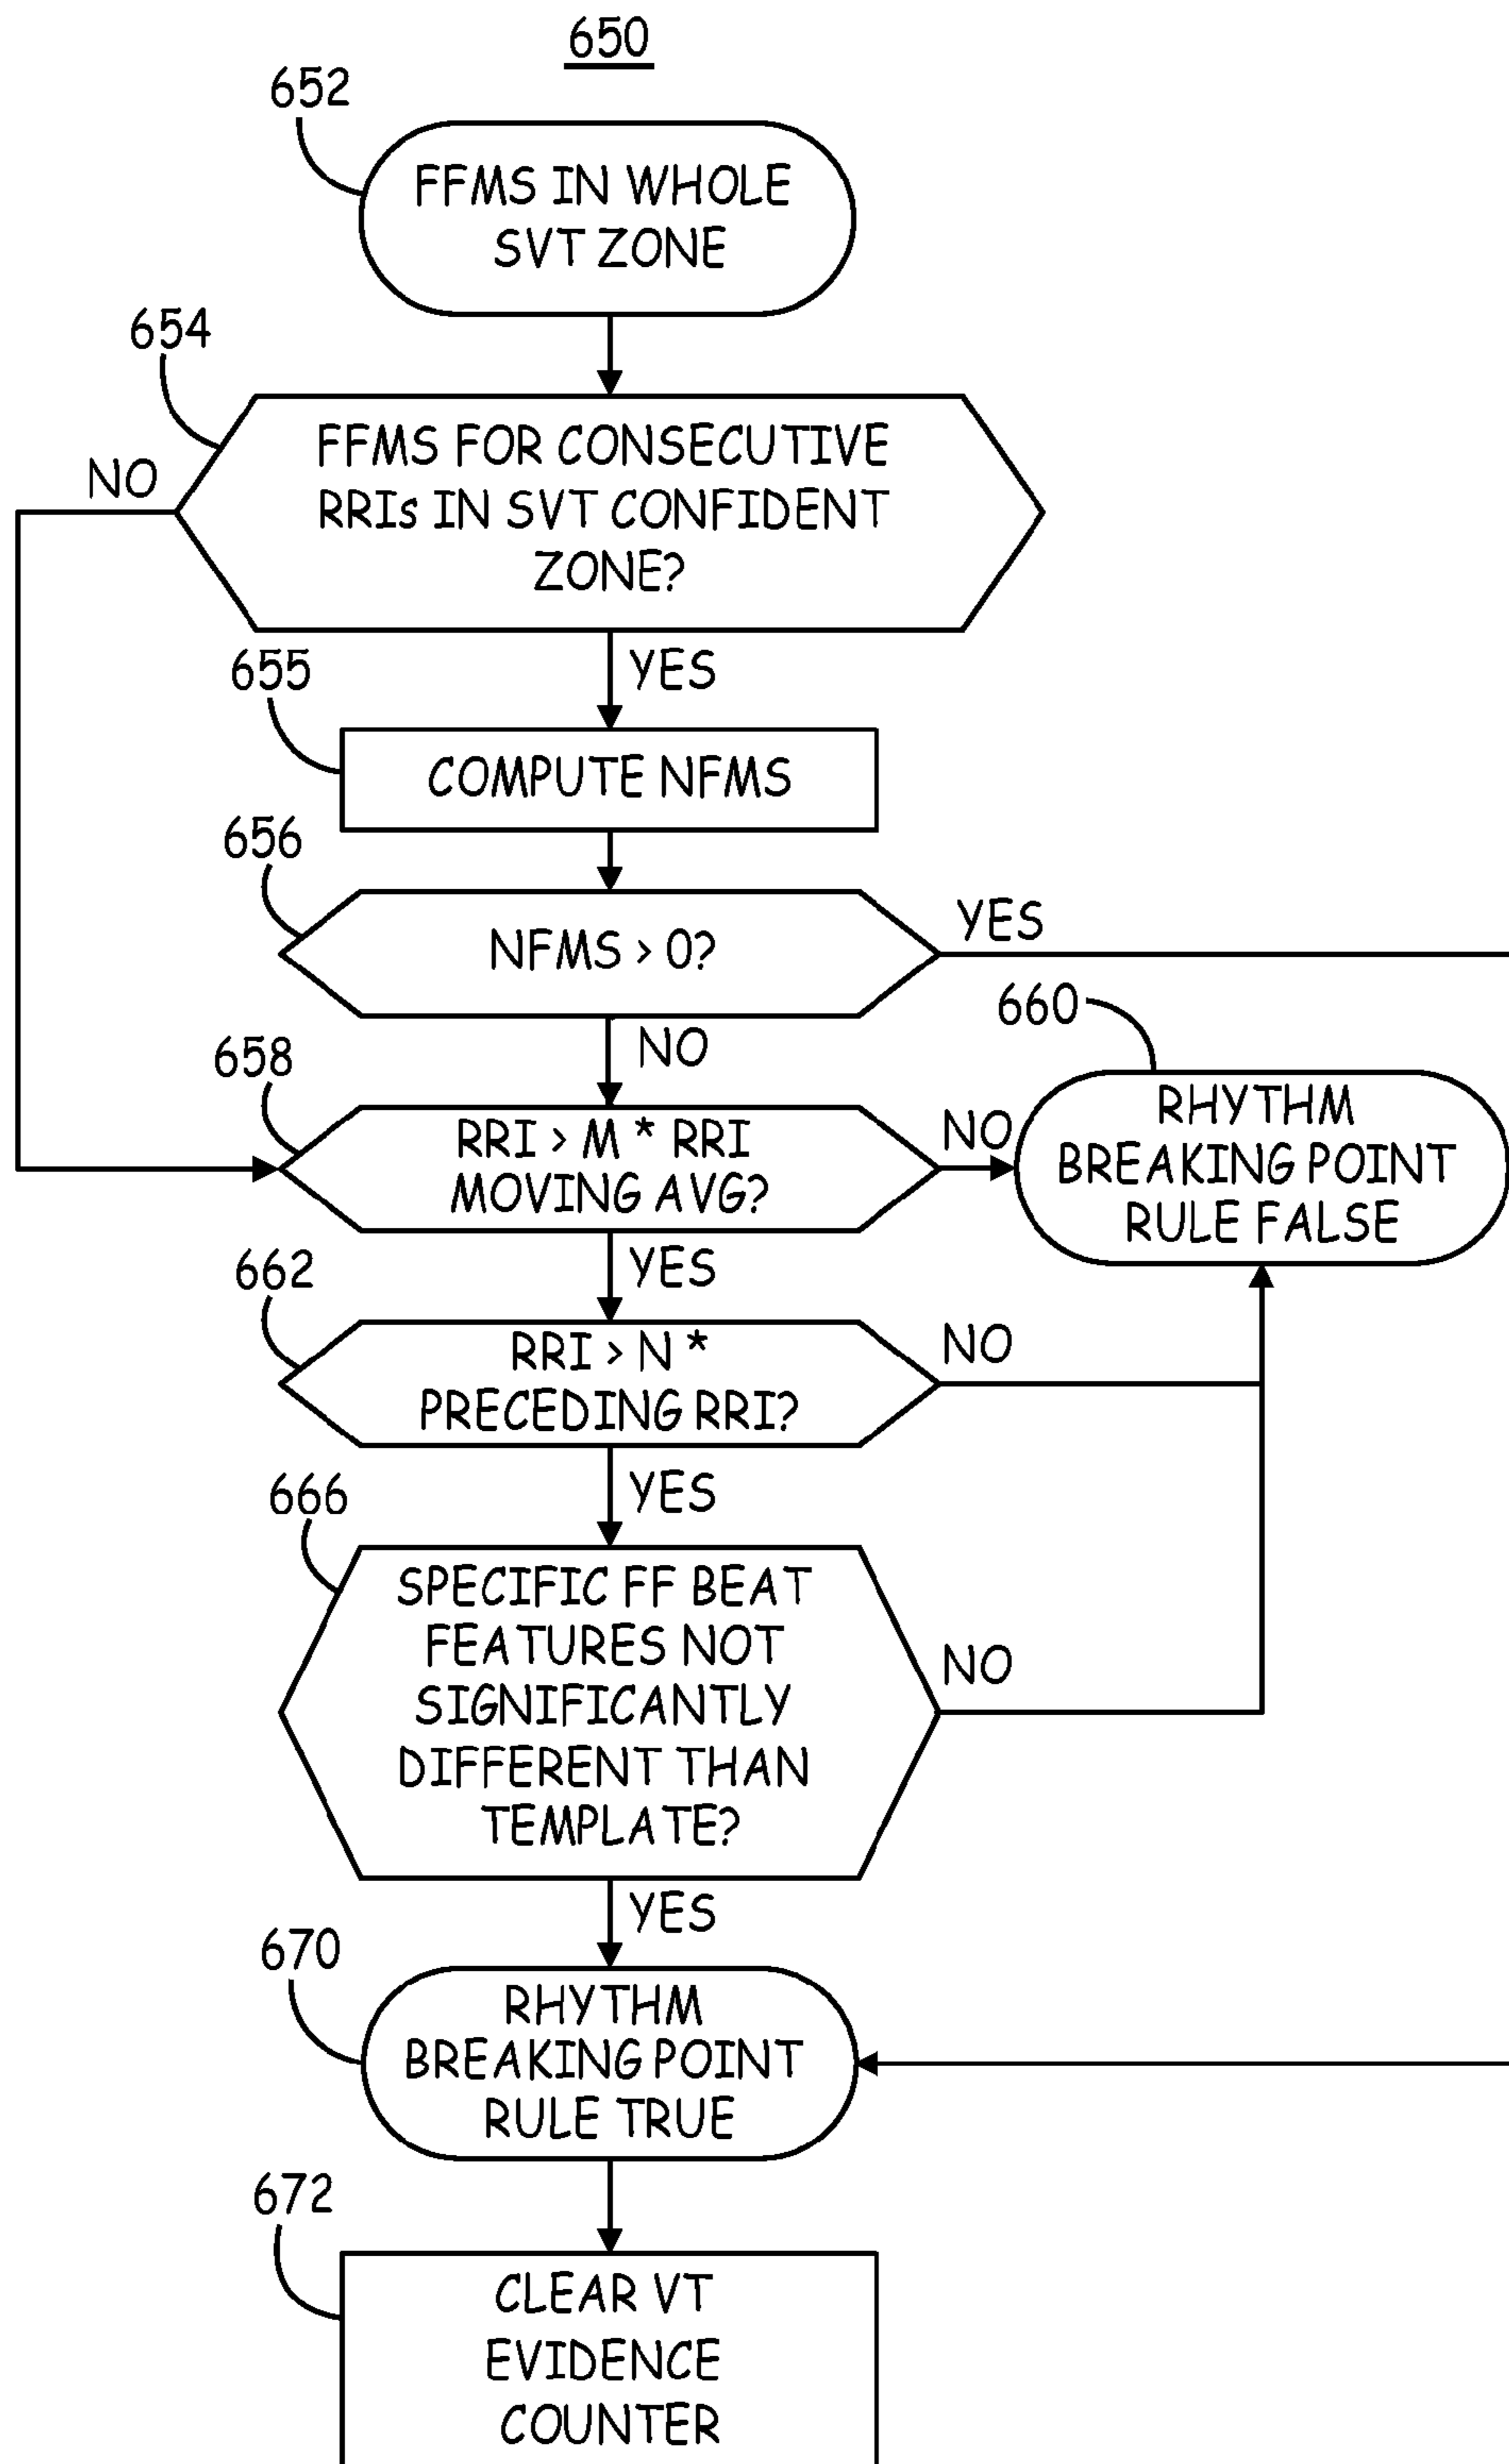 650
652
FFMS IN WHOLE
SVT ZONE
654
FFMS FOR CONSECUTIVE
RRIs IN SVT CONFIDENT
ZONE?
NO
YES
655
COMPUTE NFMS
656
NFMS > 0?
YES
NO
658
RRI > M * RRI
MOVING AVG?
NO
660
RHYTHM
BREAKING POINT
RULE FALSE
YES
662
RRI > N *
PRECEDING RRI?
NO
YES
666
SPECIFIC FF BEAT
FEATURES NOT
SIGNIFICANTLY
DIFFERENT THAN
TEMPLATE?
NO
YES
670
RHYTHM
BREAKING POINT
RULE TRUE
672
CLEAR VT
EVIDENCE
COUNTER